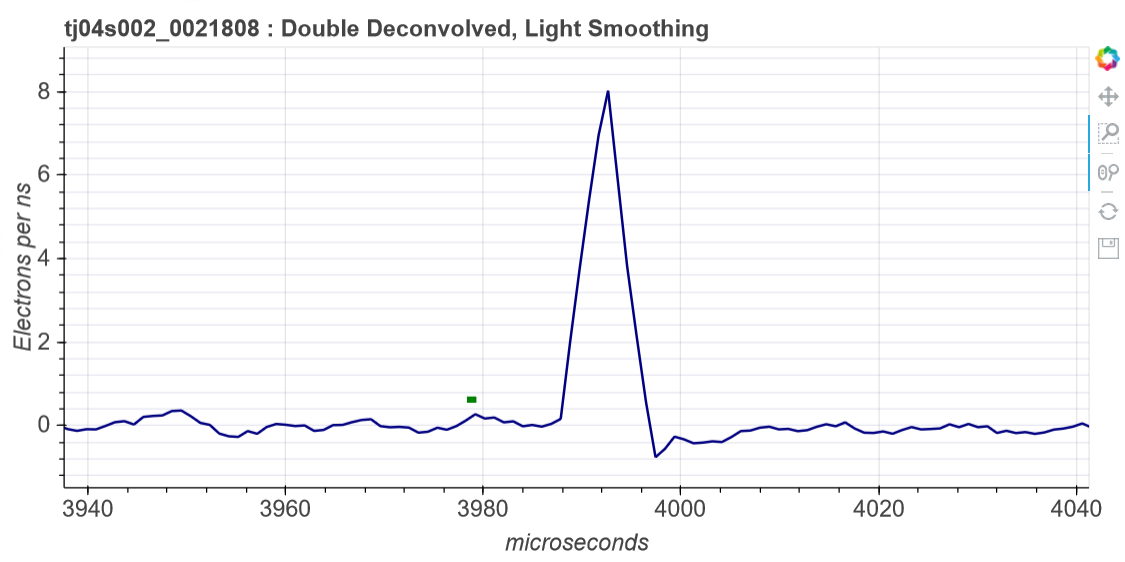 tj04s002_0021808 : Double Deconvolved, Light Smoothing
Electrons per ns
8
6
4
2
0
3940 3960 3980 4000 4020 4040
microseconds